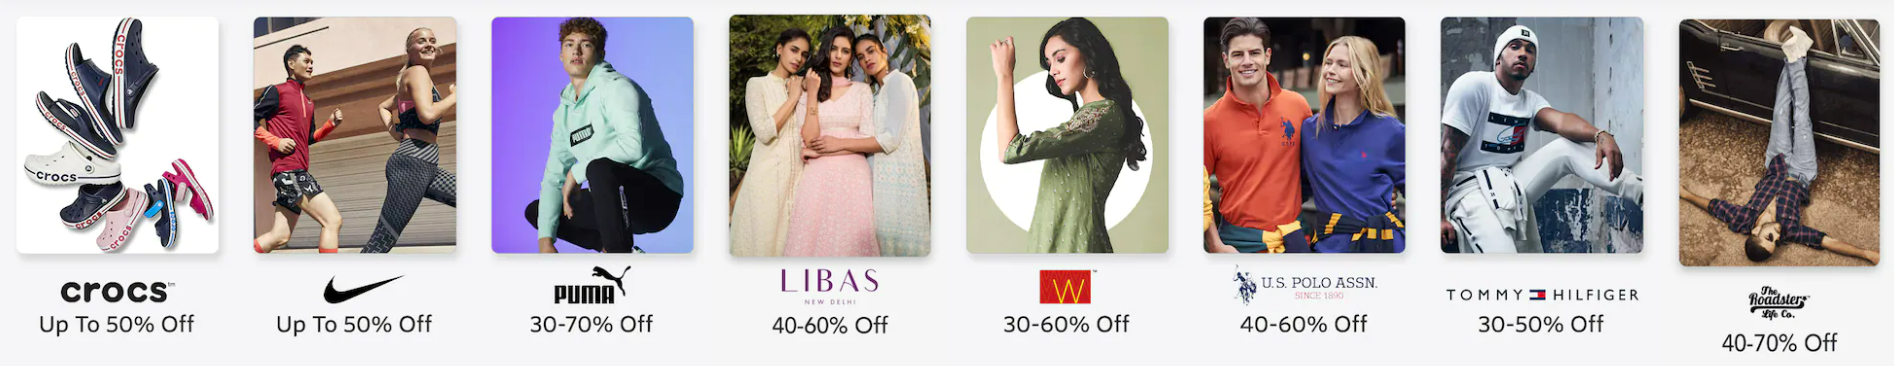 crocs™
Up To 50% Off
Up To 50% Off
PUMA
30-70% Off
LIBAS
NEW DELHI
40-60% Off
W™
30-60% Off
U.S. POLO ASSN.
SINCE 1890
40-60% Off
TOMMY HILFIGER
30-50% Off
The
Roadster
Life Co.
40-70% Off